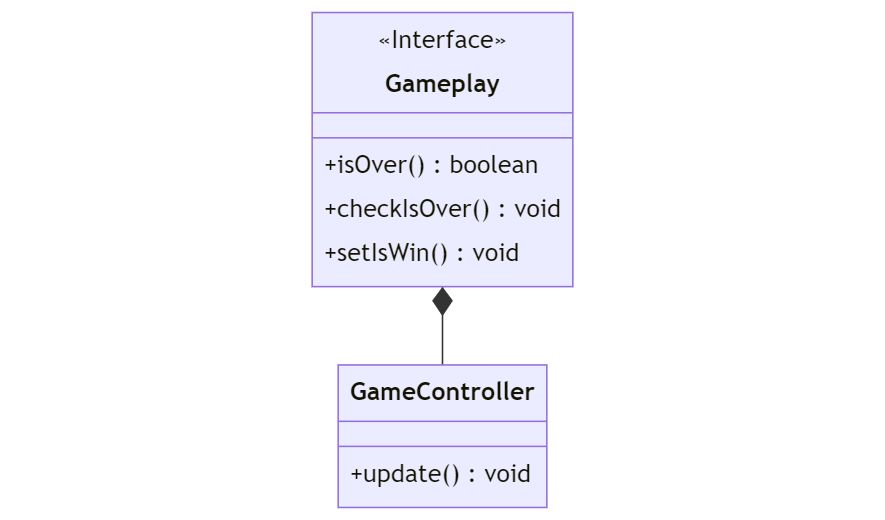 «Interface»
Gameplay
+isOver() : boolean
+checkIsOver() : void
+setIsWin() : void
GameController
+update() : void